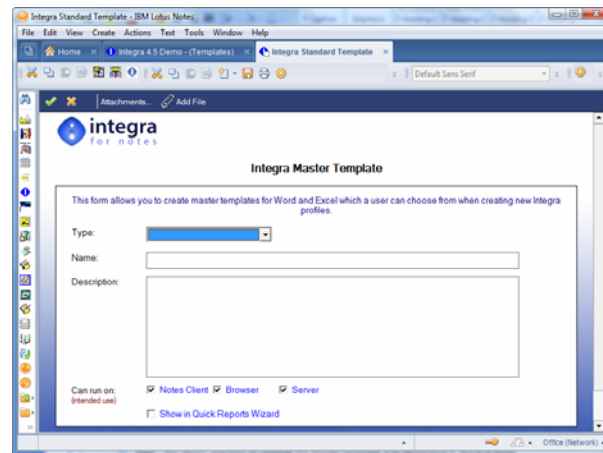 Integra Standard Template - IBM Lotus Notes
File Edit View Create Actions Text Tools Window Help
Home × Integra 4.5 Demo - (Templates) × Integra Standard Template ×
Default Sans Serif
Attachments... Add File
integra
for notes
Integra Master Template
This form allows you to create master templates for Word and Excel which a user can choose from when creating new Integra
profiles.
Type:
Name:
Description:
Can run on: Notes Client Browser Server
(intended use)
Show in Quick Reports Wizard
Office (Network)